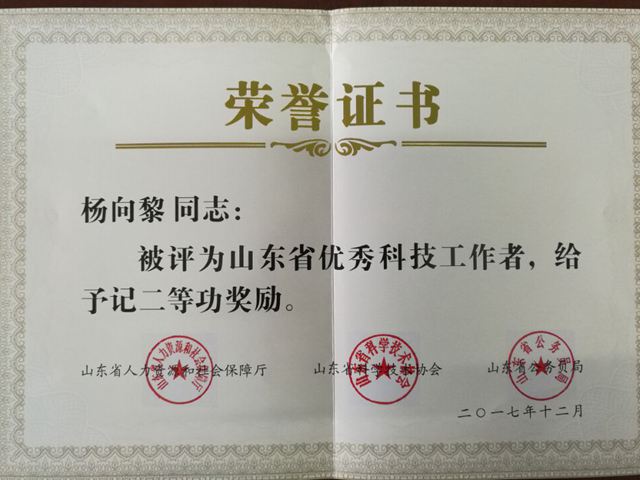 荣誉证书
杨向黎 同志：
被评为山东省优秀科技工作者，给
予记二等功奖励。
山东省人力资源和社会保障厅
山东省科学技术协会
山东省公务员局
二〇一七年十二月